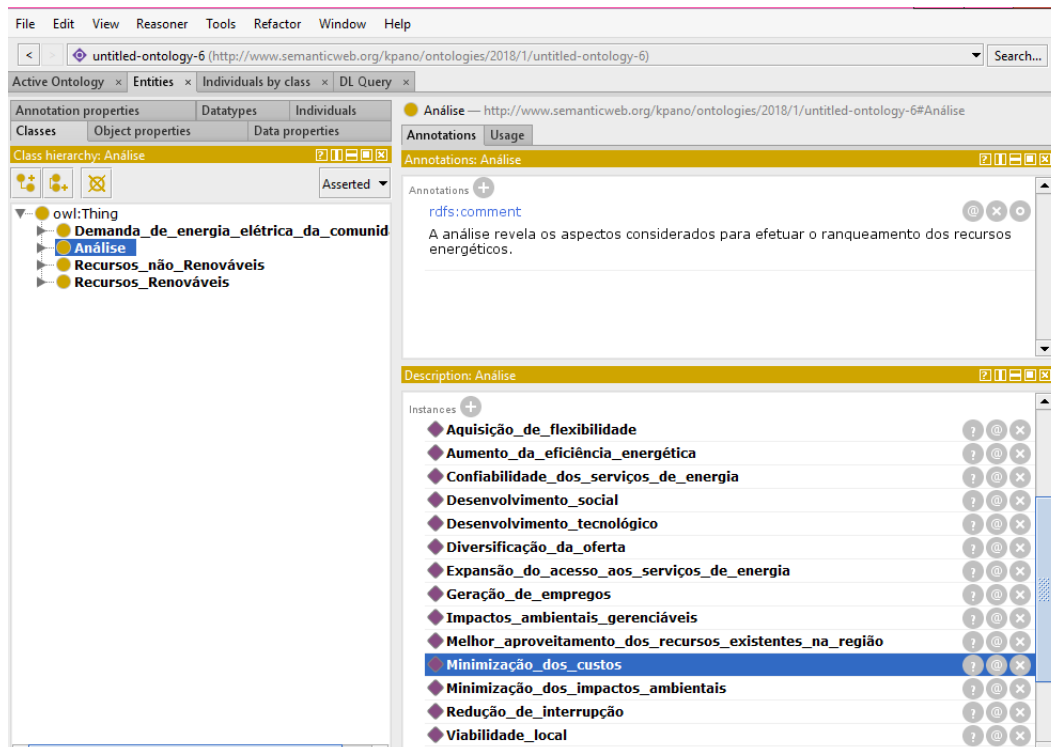 File Edit View Reasoner Tools Refactor Window Help
< > untitled-ontology-6 (http://www.semanticweb.org/kpano/ontologies/2018/1/untitled-ontology-6) Search...
Active Ontology × Entities × Individuals by class × DL Query ×
Annotation properties Datatypes Individuals
Classes Object properties Data properties
Class hierarchy: Análise
Asserted
owl:Thing
Demanda_de_energia_elétrica_da_comunid
Análise
Recursos_não_Renováveis
Recursos_Renováveis
Análise — http://www.semanticweb.org/kpano/ontologies/2018/1/untitled-ontology-6#Análise
Annotations Usage
Annotations: Análise
Annotations
rdfs:comment
A análise revela os aspectos considerados para efetuar o ranqueamento dos recursos
energéticos.
Description: Análise
Instances
Aquisição_de_flexibilidade
Aumento_da_eficiência_energética
Confiabilidade_dos_serviços_de_energia
Desenvolvimento_social
Desenvolvimento_tecnológico
Diversificação_da_oferta
Expansão_do_acesso_aos_serviços_de_energia
Geração_de_empregos
Impactos_ambientais_gerenciáveis
Melhor_aproveitamento_dos_recursos_existentes_na_região
Minimização_dos_custos
Minimização_dos_impactos_ambientais
Redução_de_interrupção
Viabilidade_local